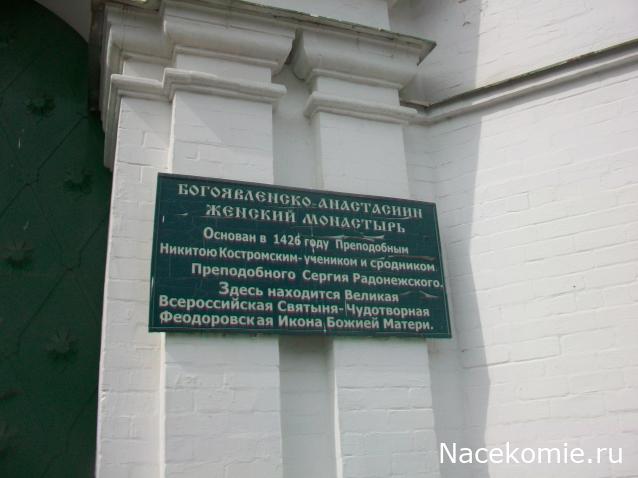 БОГОЯВЛЕНСКО-АНАСТАСИИН
ЖЕНСКИЙ МОНАСТЫРЬ
Основан в 1426 году Преподобным
Никитою Костромским- учеником и сродником
Преподобного Сергия Радонежского.
Здесь находится Великая
Всероссийская Святыня- Чудотворная
Феодоровская Икона Божией Матери.
Nacekomie.ru